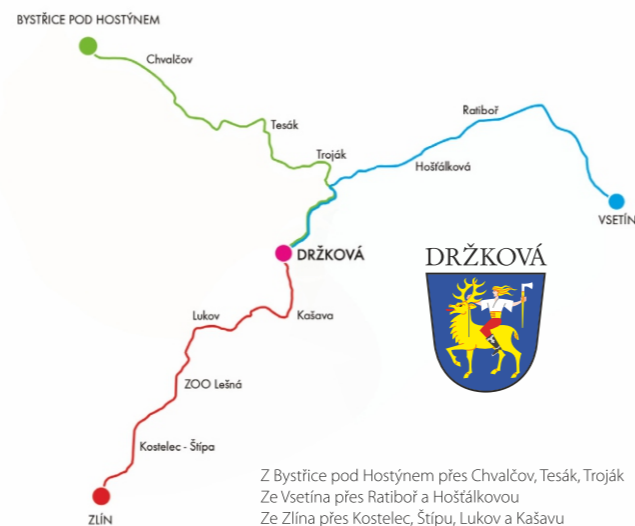 BYSTŘICE POD HOSTÝNEM
Chvalčov
Tesák
Troják
Ratiboř
Hošťálková
VSETÍN
DRŽKOVÁ
DRŽKOVÁ
Lukov
Kašava
ZOO Lešná
Kostelec - Štípa
ZLÍN
Z Bystřice pod Hostýnem přes Chvalčov, Tesák, Troják
Ze Vsetína přes Ratiboř a Hošťálkovou
Ze Zlína přes Kostelec, Štípu, Lukov a Kašavu